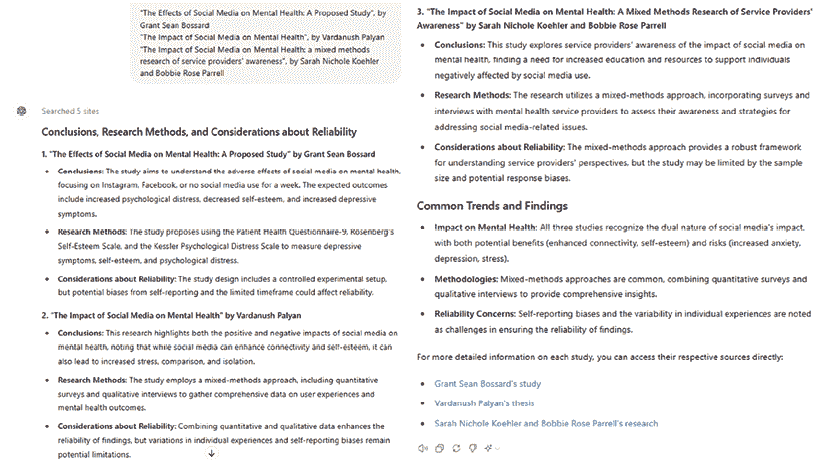 "The Effects of Social Media on Mental Health: A Proposed Study", by
Grant Sean Bossard
"The Impact of Social Media on Mental Health", by Vardanush Palyan
"The Impact of Social Media on Mental Health: a mixed methods
research of service providers' awareness", by Sarah Nichole Koehler
and Bobbie Rose Parrell
Searched 5 sites
Conclusions, Research Methods, and Considerations about Reliability
1. "The Effects of Social Media on Mental Health: A Proposed Study" by Grant Sean Bossard
• Conclusions: The study aims to understand the adverse effects of social media on mental health,
focusing on Instagram, Facebook, or no social media use for a week. The expected outcomes
include increased psychological distress, decreased self-esteem, and increased depressive
symptoms.
• Research Methods: The study proposes using the Patient Health Questionnaire-9, Rosenberg's
Self-Esteem Scale, and the Kessler Psychological Distress Scale to measure depressive
symptoms, self-esteem, and psychological distress.
• Considerations about Reliability: The study design includes a controlled experimental setup,
but potential biases from self-reporting and the limited timeframe could affect reliability.
2. "The Impact of Social Media on Mental Health" by Vardanush Palyan
• Conclusions: This research highlights both the positive and negative impacts of social media on
mental health, noting that while social media can enhance connectivity and self-esteem, it can
also lead to increased stress, comparison, and isolation.
• Research Methods: The study employs a mixed-methods approach, including quantitative
surveys and qualitative interviews to gather comprehensive data on user experiences and
mental health outcomes.
• Considerations about Reliability: Combining quantitative and qualitative data enhances the
reliability of findings, but variations in individual experiences and self-reporting biases remain
potential limitations.
3. "The Impact of Social Media on Mental Health: A Mixed Methods Research of Service Providers'
Awareness" by Sarah Nichole Koehler and Bobbie Rose Parrell
• Conclusions: This study explores service providers' awareness of the impact of social media on
mental health, finding a need for increased education and resources to support individuals
negatively affected by social media use.
• Research Methods: The research utilizes a mixed-methods approach, incorporating surveys and
interviews with mental health service providers to assess their awareness and strategies for
addressing social media-related issues.
• Considerations about Reliability: The mixed-methods approach provides a robust framework
for understanding service providers' perspectives, but the study may be limited by the sample
size and potential response biases.
Common Trends and Findings
• Impact on Mental Health: All three studies recognize the dual nature of social media's impact,
with both potential benefits (enhanced connectivity, self-esteem) and risks (increased anxiety,
depression, stress).
• Methodologies: Mixed-methods approaches are common, combining quantitative surveys and
qualitative interviews to provide comprehensive insights.
• Reliability Concerns: Self-reporting biases and the variability in individual experiences are noted
as challenges in ensuring the reliability of findings.
For more detailed information on each study, you can access their respective sources directly:
• Grant Sean Bossard's study
• Vardanush Palyan's thesis
• Sarah Nichole Koehler and Bobbie Rose Parrell's research